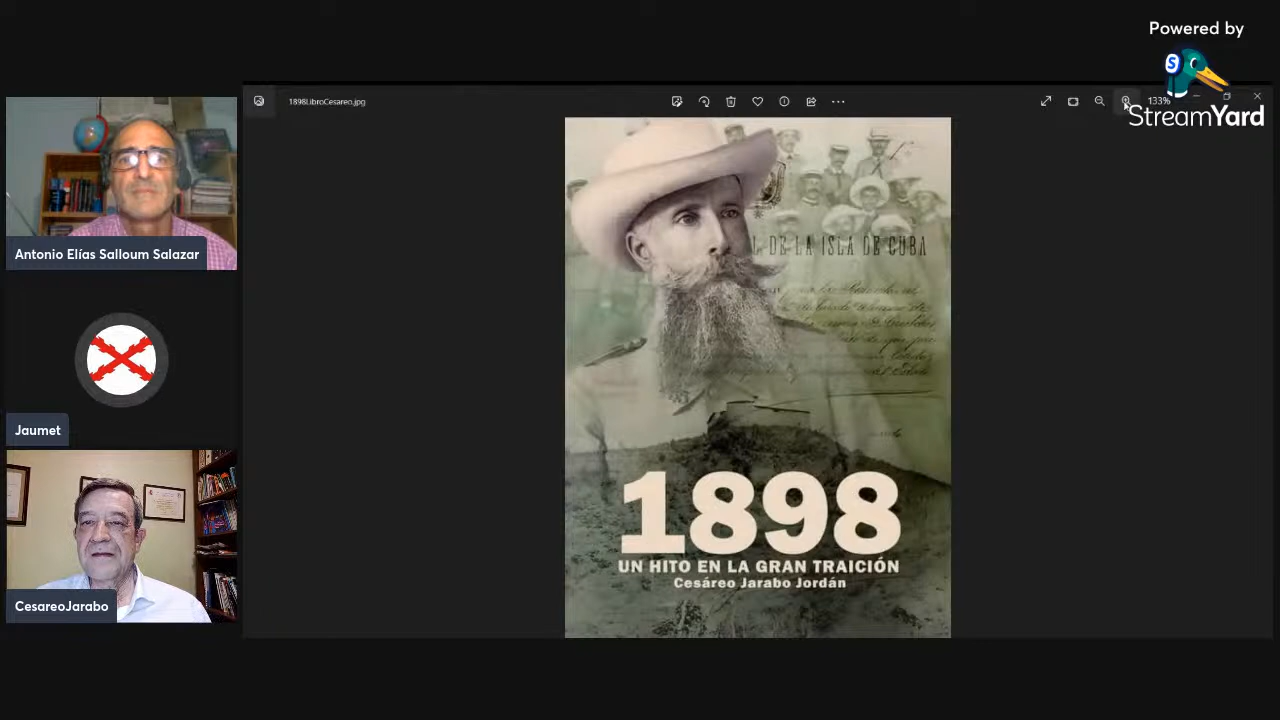 Powered by
StreamYard
1898LibroCesareo.jpg
133%
Antonio Elías Salloum Salazar
Jaumet
CesareoJarabo
DE LA ISLA DE CUBA
1898
UN HITO EN LA GRAN TRAICIÓN
Cesáreo Jarabo Jordán